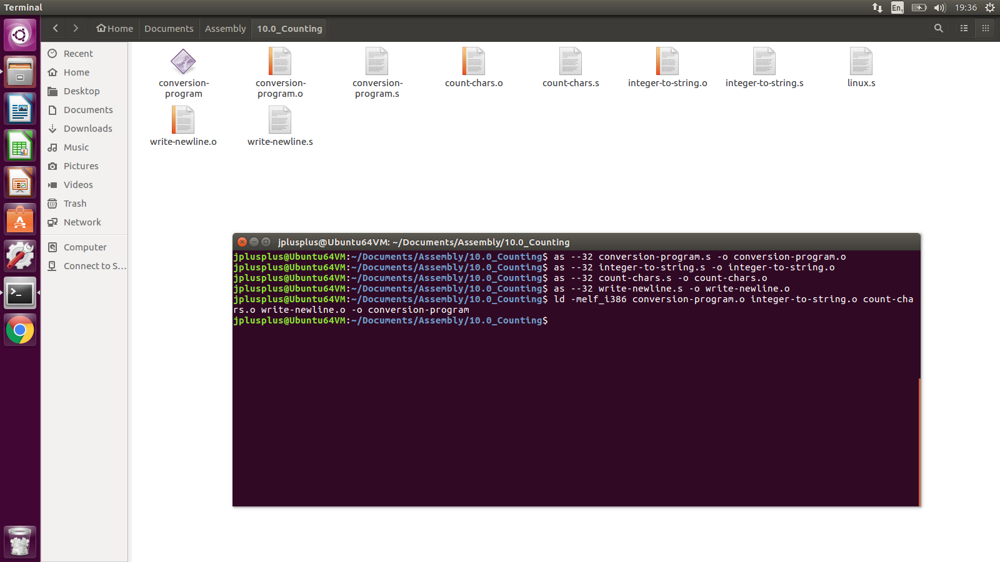 Terminal
En1
19:36
Home
Documents
Assembly
10.0_Counting
Recent
Home
Desktop
Documents
Downloads
Music
Pictures
Videos
Trash
Network
Computer
Connect to S...
conversion-
program
conversion-
program.o
conversion-
program.s
count-chars.o
count-chars.s
integer-to-string.o
integer-to-string.s
linux.s
write-newline.o
write-newline.s
jplusplus@Ubuntu64VM: ~/Documents/Assembly/10.0_Counting
jplusplus@Ubuntu64VM:~/Documents/Assembly/10.0_Counting$ as --32 conversion-program.s -o conversion-program.o
jplusplus@Ubuntu64VM:~/Documents/Assembly/10.0_Counting$ as --32 integer-to-string.s -o integer-to-string.o
jplusplus@Ubuntu64VM:~/Documents/Assembly/10.0_Counting$ as --32 count-chars.s -o count-chars.o
jplusplus@Ubuntu64VM:~/Documents/Assembly/10.0_Counting$ as --32 write-newline.s -o write-newline.o
jplusplus@Ubuntu64VM:~/Documents/Assembly/10.0_Counting$ ld -melf_i386 conversion-program.o integer-to-string.o count-cha
rs.o write-newline.o -o conversion-program
jplusplus@Ubuntu64VM:~/Documents/Assembly/10.0_Counting$